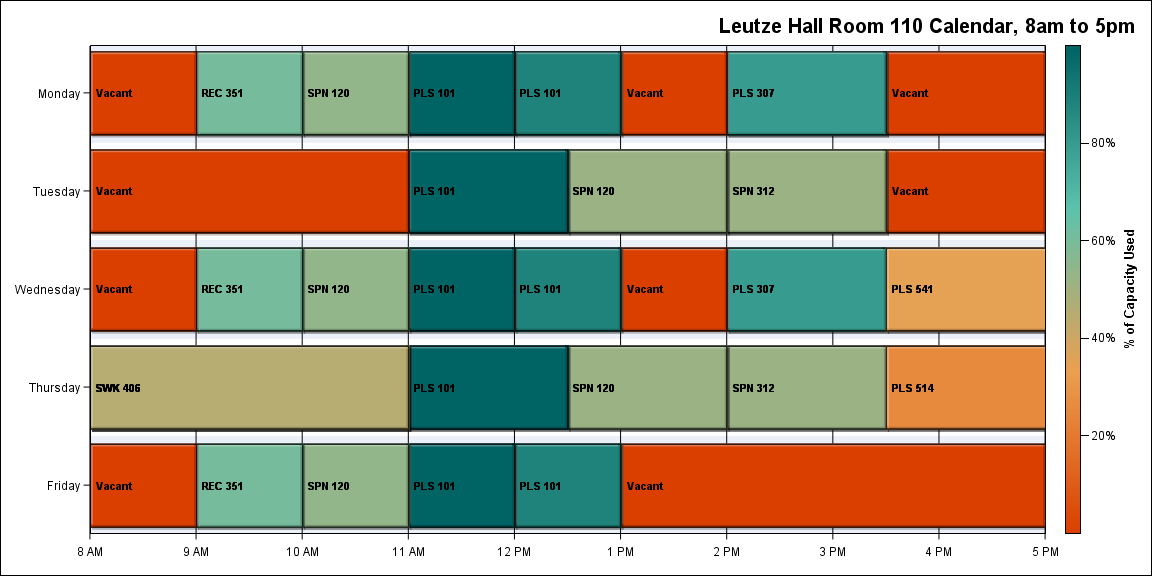 Leutze Hall Room 110 Calendar, 8am to 5pm
Monday
Vacant
REC 351
SPN 120
PLS 101
PLS 101
Vacant
PLS 307
Vacant
Tuesday
Vacant
PLS 101
SPN 120
SPN 312
Vacant
Wednesday
Vacant
REC 351
SPN 120
PLS 101
PLS 101
Vacant
PLS 307
PLS 541
Thursday
SWK 406
PLS 101
SPN 120
SPN 312
PLS 514
Friday
Vacant
REC 351
SPN 120
PLS 101
PLS 101
Vacant
8 AM
9 AM
10 AM
11 AM
12 PM
1 PM
2 PM
3 PM
4 PM
5 PM
80%
60%
40%
20%
% of Capacity Used